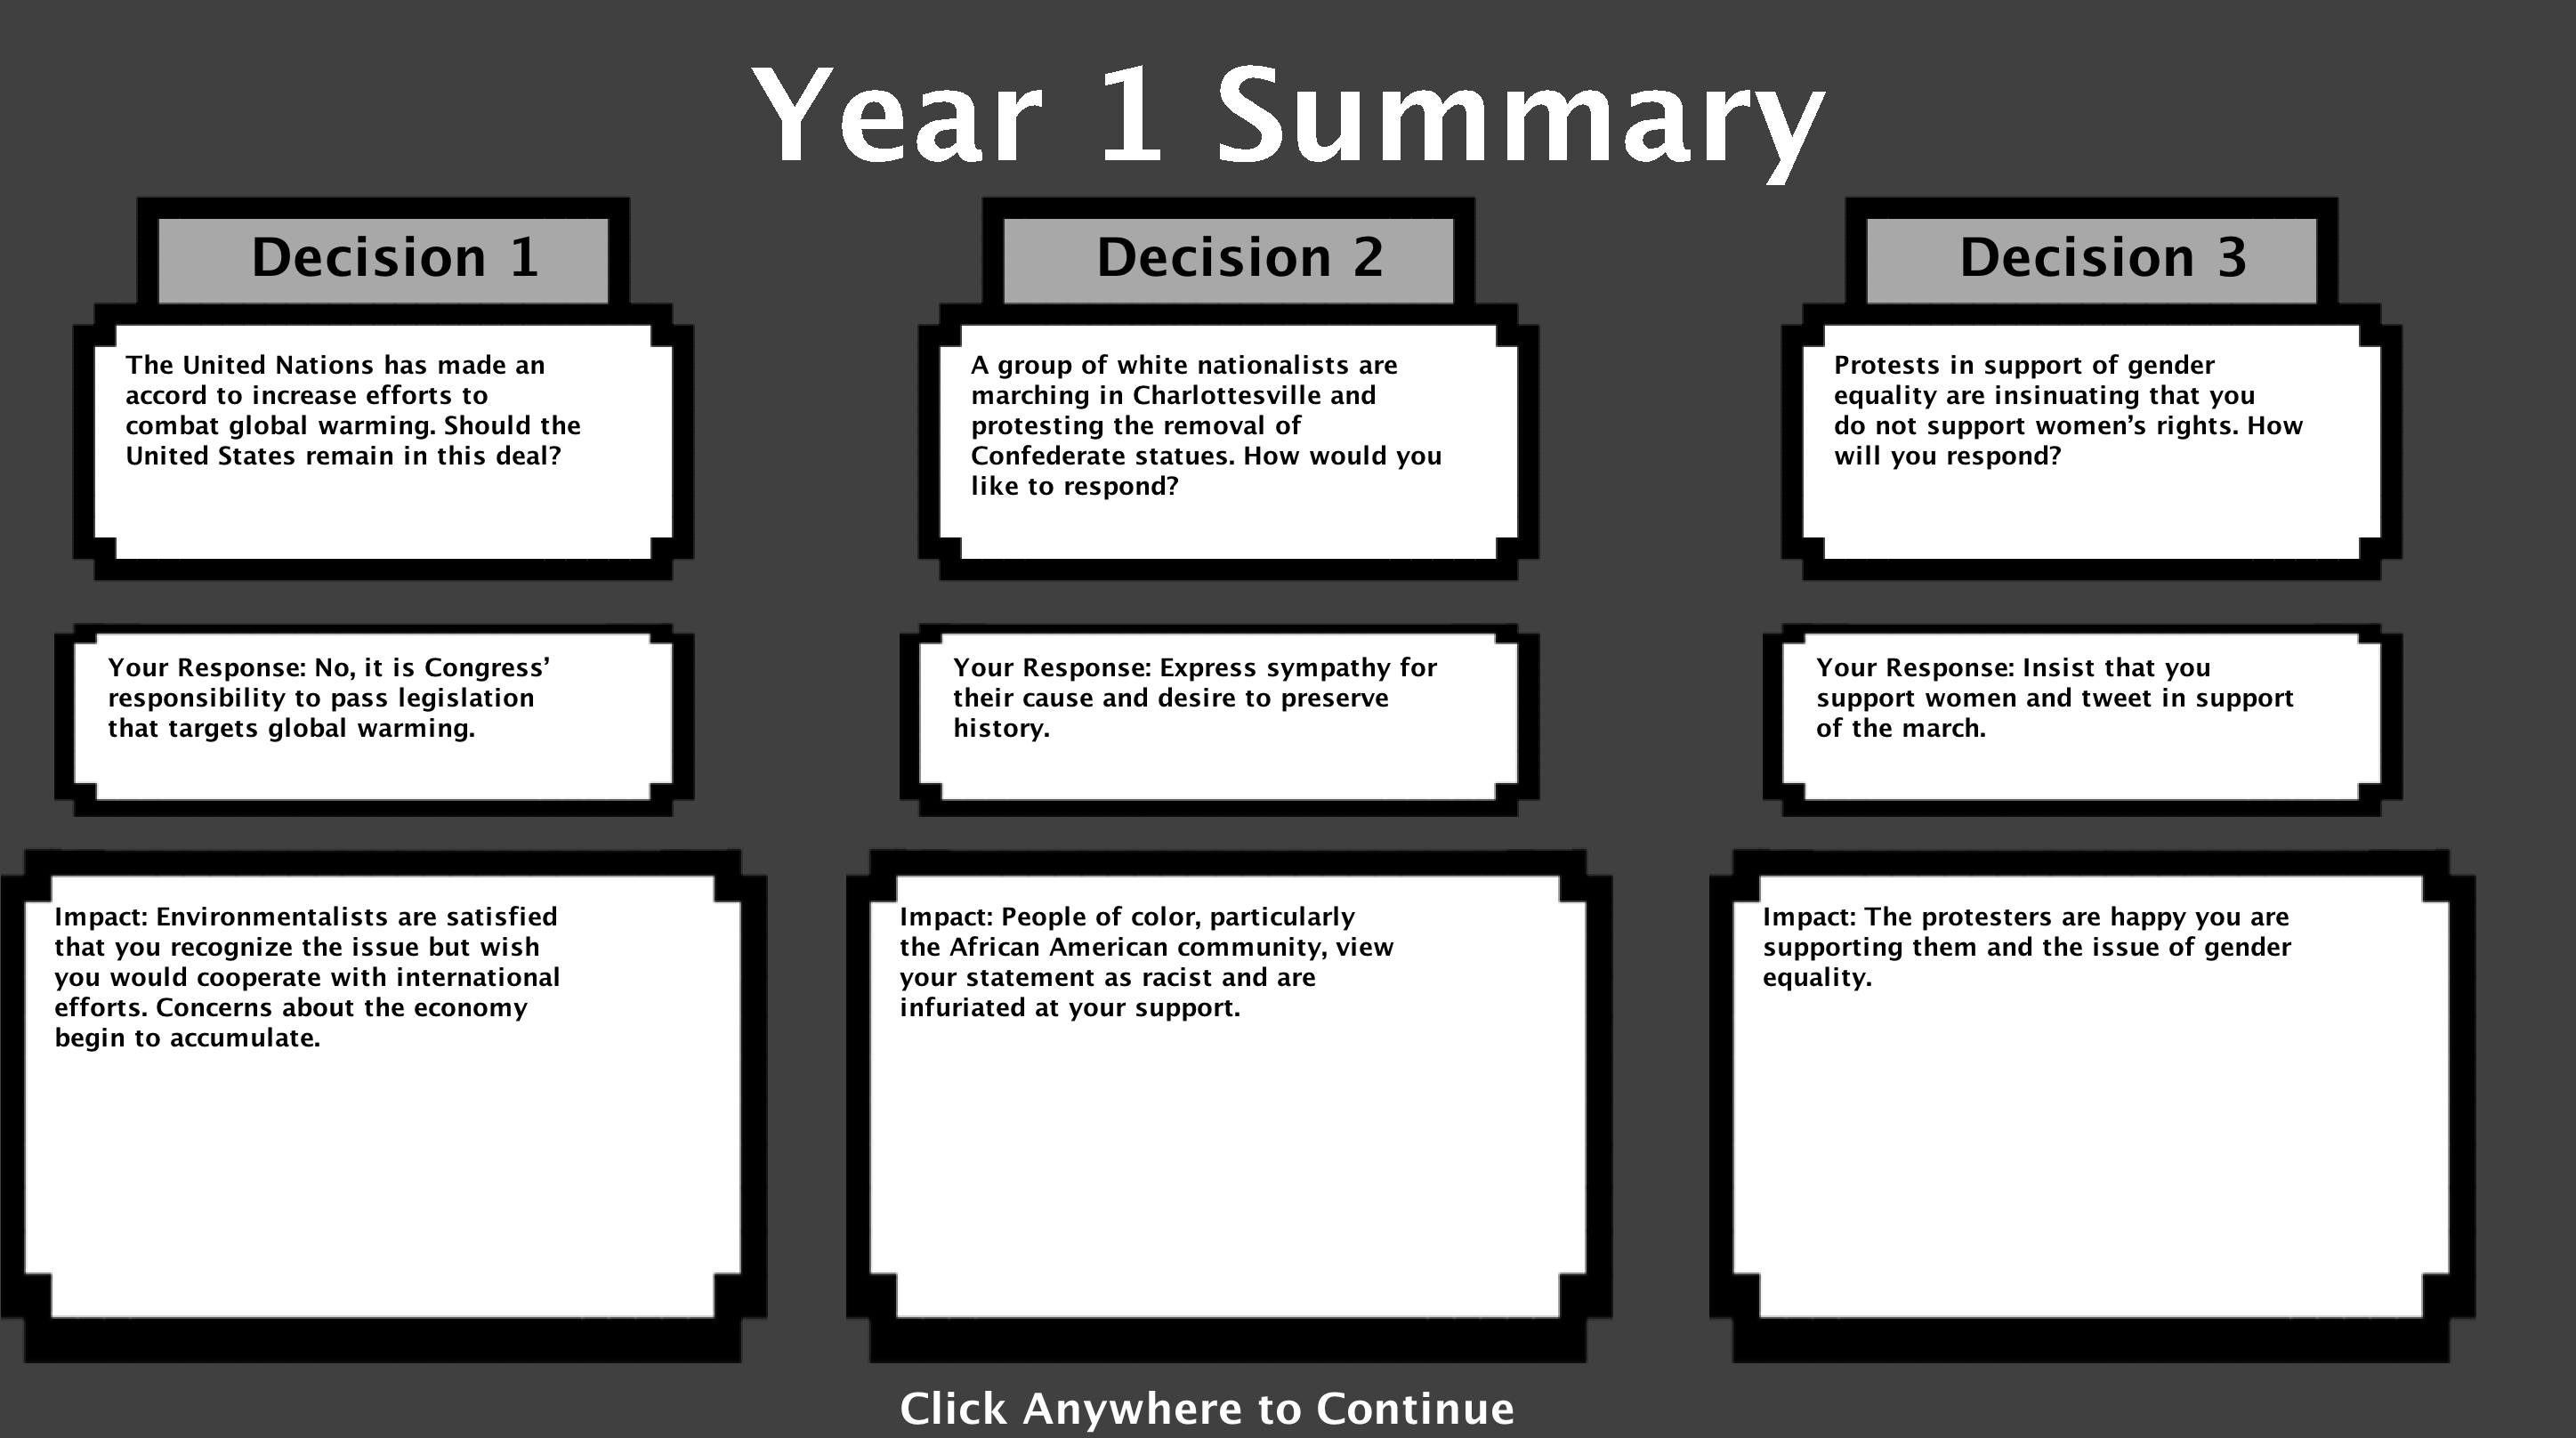 Year 1 Summary
Decision 1
The United Nations has made an
accord to increase efforts to
combat global warming. Should the
United States remain in this deal?
Your Response: No, it is Congress’
responsibility to pass legislation
that targets global warming.
Impact: Environmentalists are satisfied
that you recognize the issue but wish
you would cooperate with international
efforts. Concerns about the economy
begin to accumulate.
Decision 2
A group of white nationalists are
marching in Charlottesville and
protesting the removal of
Confederate statues. How would you
like to respond?
Your Response: Express sympathy for
their cause and desire to preserve
history.
Impact: People of color, particularly
the African American community, view
your statement as racist and are
infuriated at your support.
Decision 3
Protests in support of gender
equality are insinuating that you
do not support women’s rights. How
will you respond?
Your Response: Insist that you
support women and tweet in support
of the march.
Impact: The protesters are happy you are
supporting them and the issue of gender
equality.
Click Anywhere to Continue